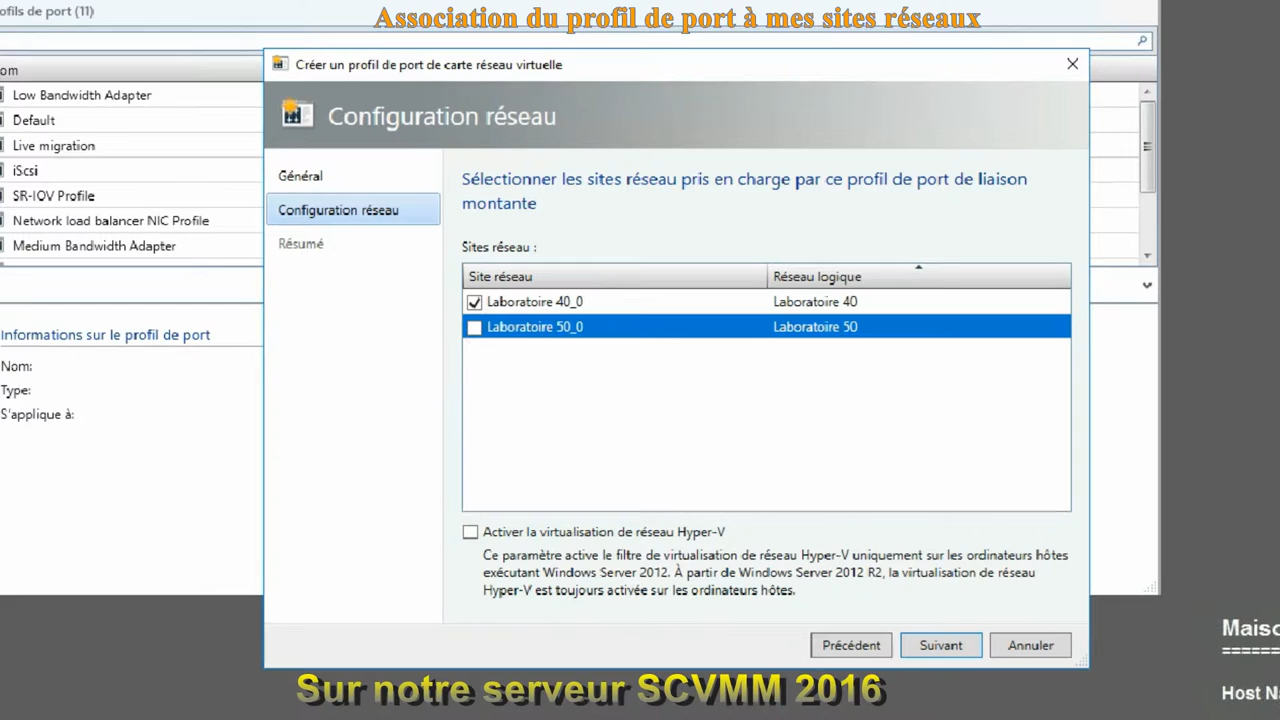 ofils de port (11)
Association du profil de port à mes sites réseaux
Créer un profil de port de carte réseau virtuelle
om
Low Bandwidth Adapter
Default
Live migration
iScsi
SR-IOV Profile
Network load balancer NIC Profile
Medium Bandwidth Adapter
Informations sur le profil de port
Nom:
Type:
S'applique à:
Configuration réseau
Général
Configuration réseau
Résumé
Sélectionner les sites réseau pris en charge par ce profil de port de liaison
montante
Sites réseau :
Site réseau Réseau logique
Laboratoire 40_0 Laboratoire 40
Laboratoire 50_0 Laboratoire 50
Activer la virtualisation de réseau Hyper-V
Ce paramètre active le filtre de virtualisation de réseau Hyper-V uniquement sur les ordinateurs hôtes
exécutant Windows Server 2012. À partir de Windows Server 2012 R2, la virtualisation de réseau
Hyper-V est toujours activée sur les ordinateurs hôtes.
Précédent Suivant Annuler
Maiso
======
Host Na
Sur notre serveur SCVMM 2016